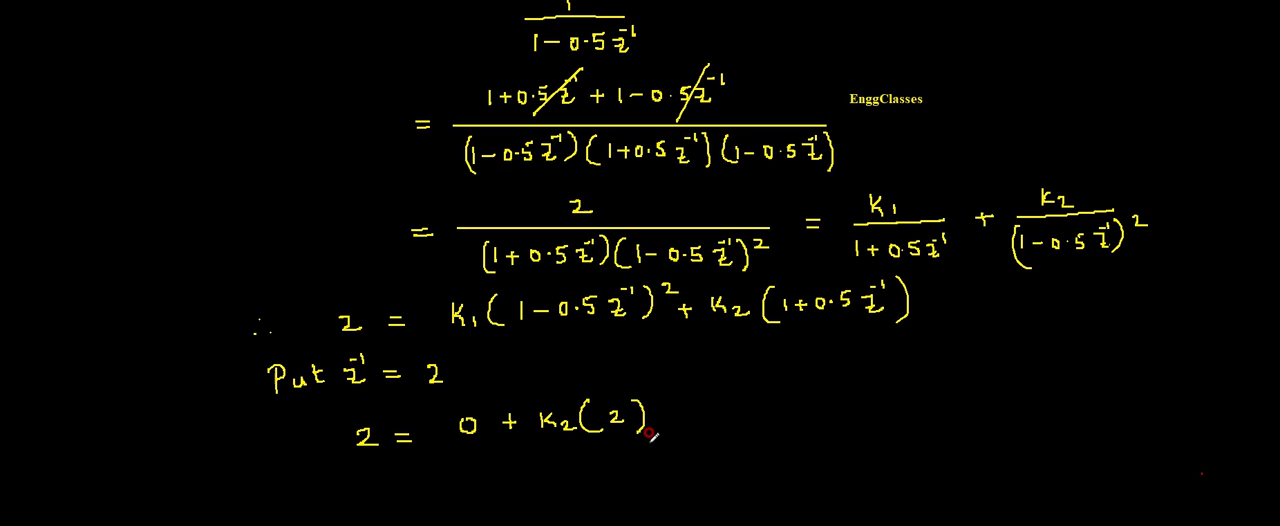 1
1 - 0.5 z^-1
1 + 0.5 z^-1 + 1 - 0.5 z^-1
EnggClasses
=
(1 - 0.5 z^-1) (1 + 0.5 z^-1) (1 - 0.5 z^-1)
= 2 / (1 + 0.5 z^-1) (1 - 0.5 z^-1)^2 = K1 / 1 + 0.5 z^-1 + K2 / (1 - 0.5 z^-1)^2
∴ 2 = K1 (1 - 0.5 z^-1)^2 + K2 (1 + 0.5 z^-1)
Put z^-1 = 2
2 = 0 + K2 (2)